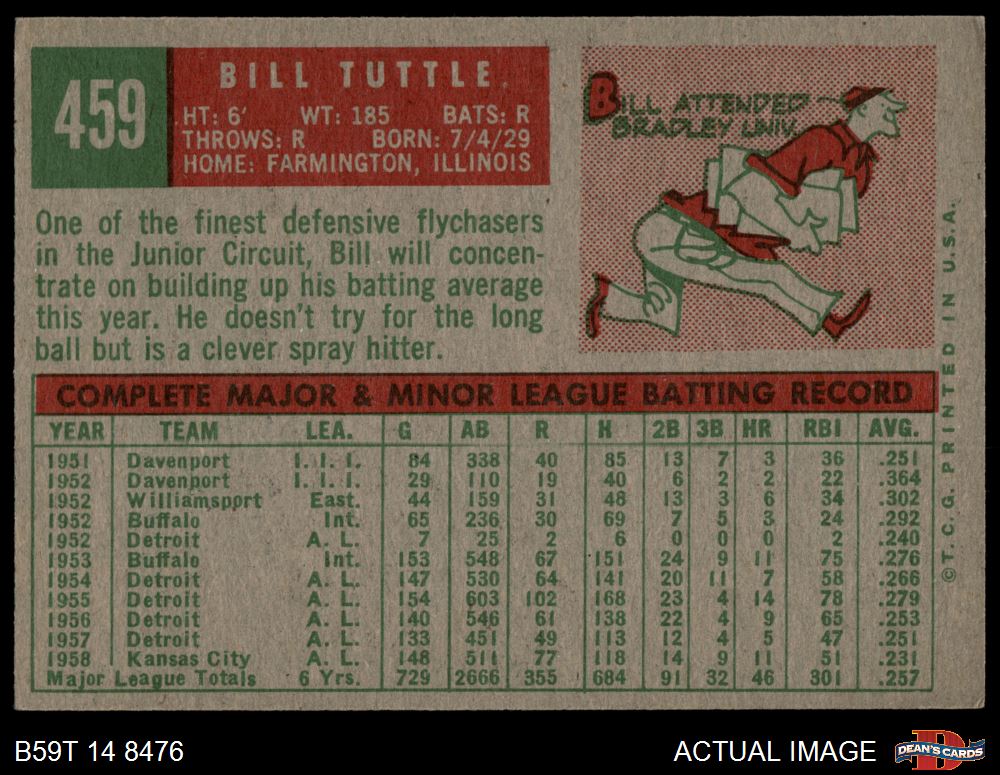 459
BILL TUTTLE
HT: 6' WT: 185 BATS: R
THROWS: R BORN: 7/4/29
HOME: FARMINGTON, ILLINOIS
BILL ATTENDED
BRADLEY UNIV.
One of the finest defensive flychasers
in the Junior Circuit, Bill will concen-
trate on building up his batting average
this year. He doesn't try for the long
ball but is a clever spray hitter.
COMPLETE MAJOR & MINOR LEAGUE BATTING RECORD
YEAR TEAM LEA. G AB R H 2B 3B HR RBI AVG.
1951 Davenport I. I. I. 84 338 40 85 13 7 3 36 .251
1952 Davenport I. I. I. 29 110 19 40 6 2 2 22 .364
1952 Williamsport East. 44 159 31 48 13 3 6 34 .302
1952 Buffalo Int. 65 236 30 69 7 5 3 24 .292
1952 Detroit A. L. 7 25 2 6 0 0 0 2 .240
1953 Buffalo Int. 153 548 67 151 24 9 11 75 .276
1954 Detroit A. L. 147 530 64 141 20 11 7 58 .266
1955 Detroit A. L. 154 603 102 168 23 4 14 78 .279
1956 Detroit A. L. 140 546 61 138 22 4 9 65 .253
1957 Detroit A. L. 133 451 49 113 12 4 5 47 .251
1958 Kansas City A. L. 148 511 77 118 14 9 11 51 .231
Major League Totals 6 Yrs. 729 2666 355 684 91 32 46 301 .257
© T. C. G. PRINTED IN U.S.A.
B59T 14 8476
ACTUAL IMAGE
DEAN'S CARDS